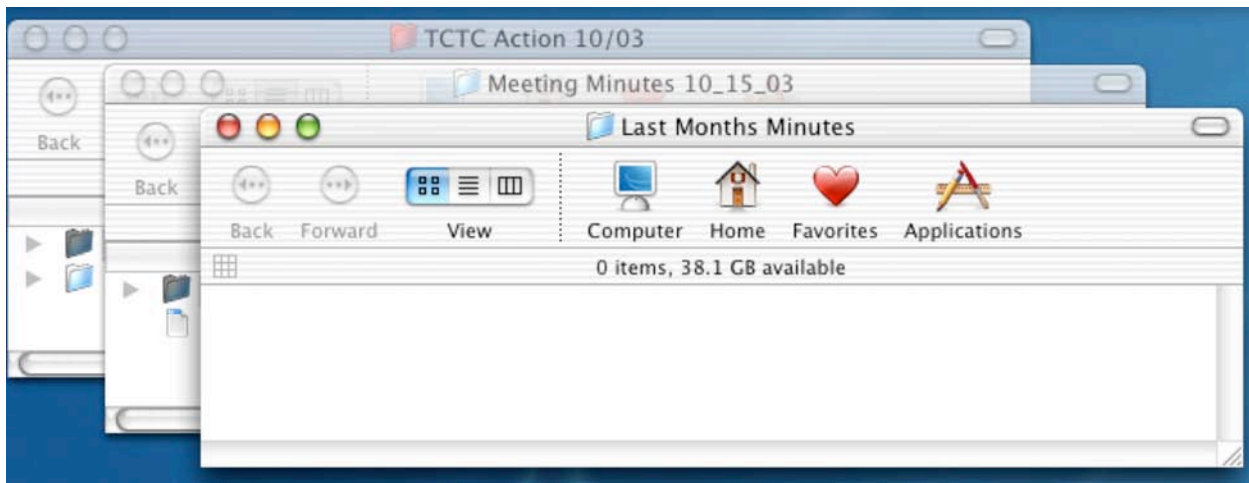 TCTC Action 10/03
Meeting Minutes 10_15_03
Last Months Minutes
Back
Back
Back Forward View Computer Home Favorites Applications
0 items, 38.1 GB available